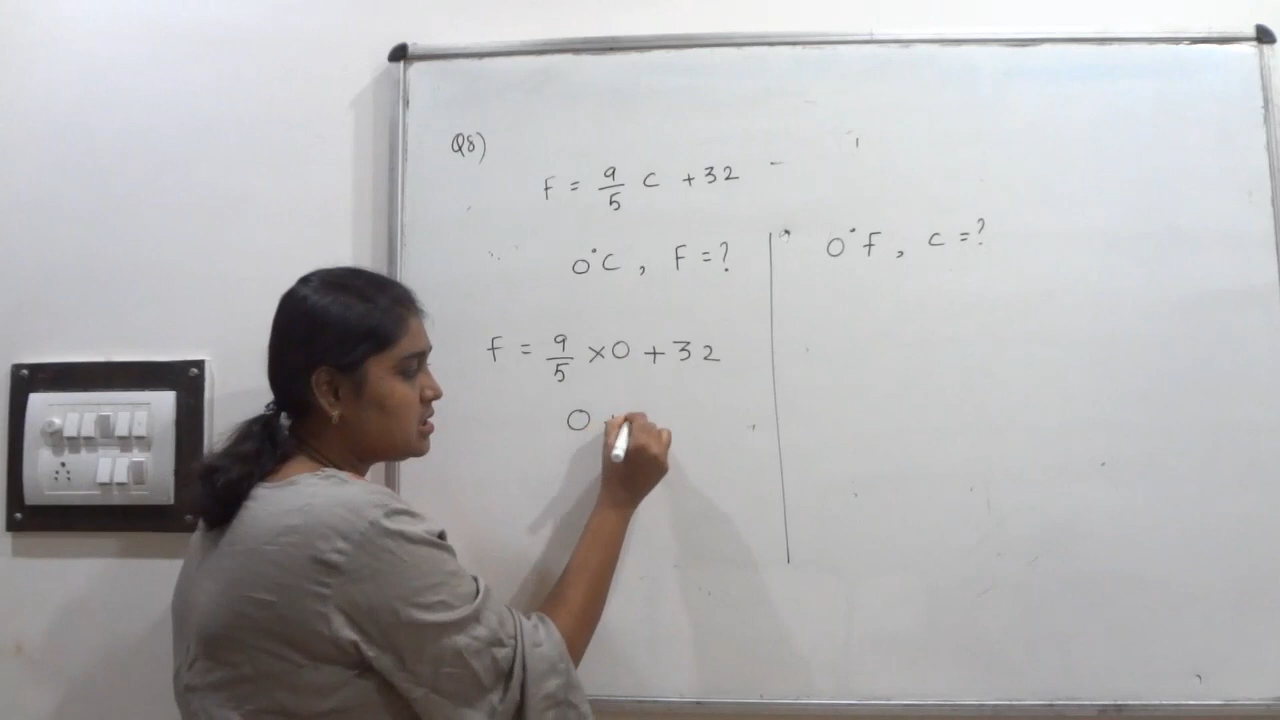 Q8)
F = 9/5 C + 32
0°C , F = ?
0°F , C = ?
F = 9/5 × 0 + 32
0